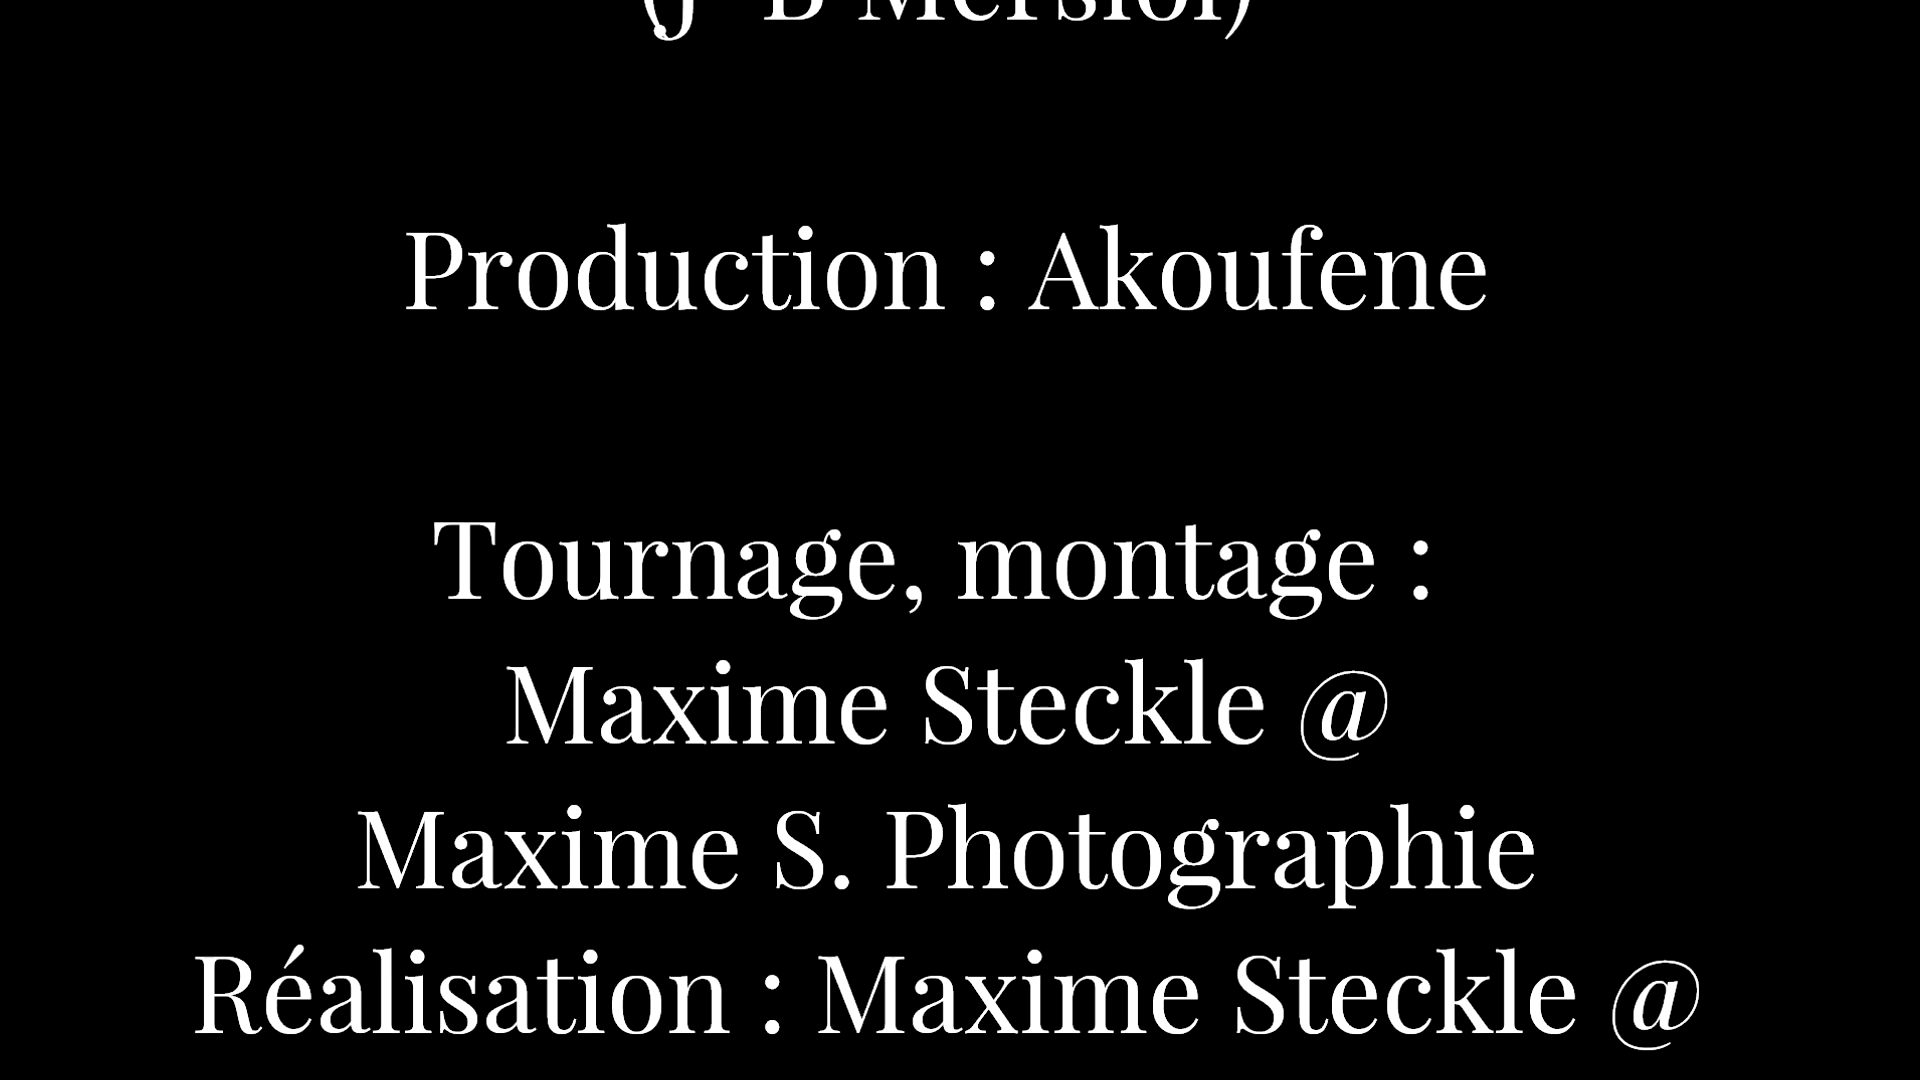 Production : Akoufene
Tournage, montage :
Maxime Steckle @
Maxime S. Photographie
Réalisation : Maxime Steckle @